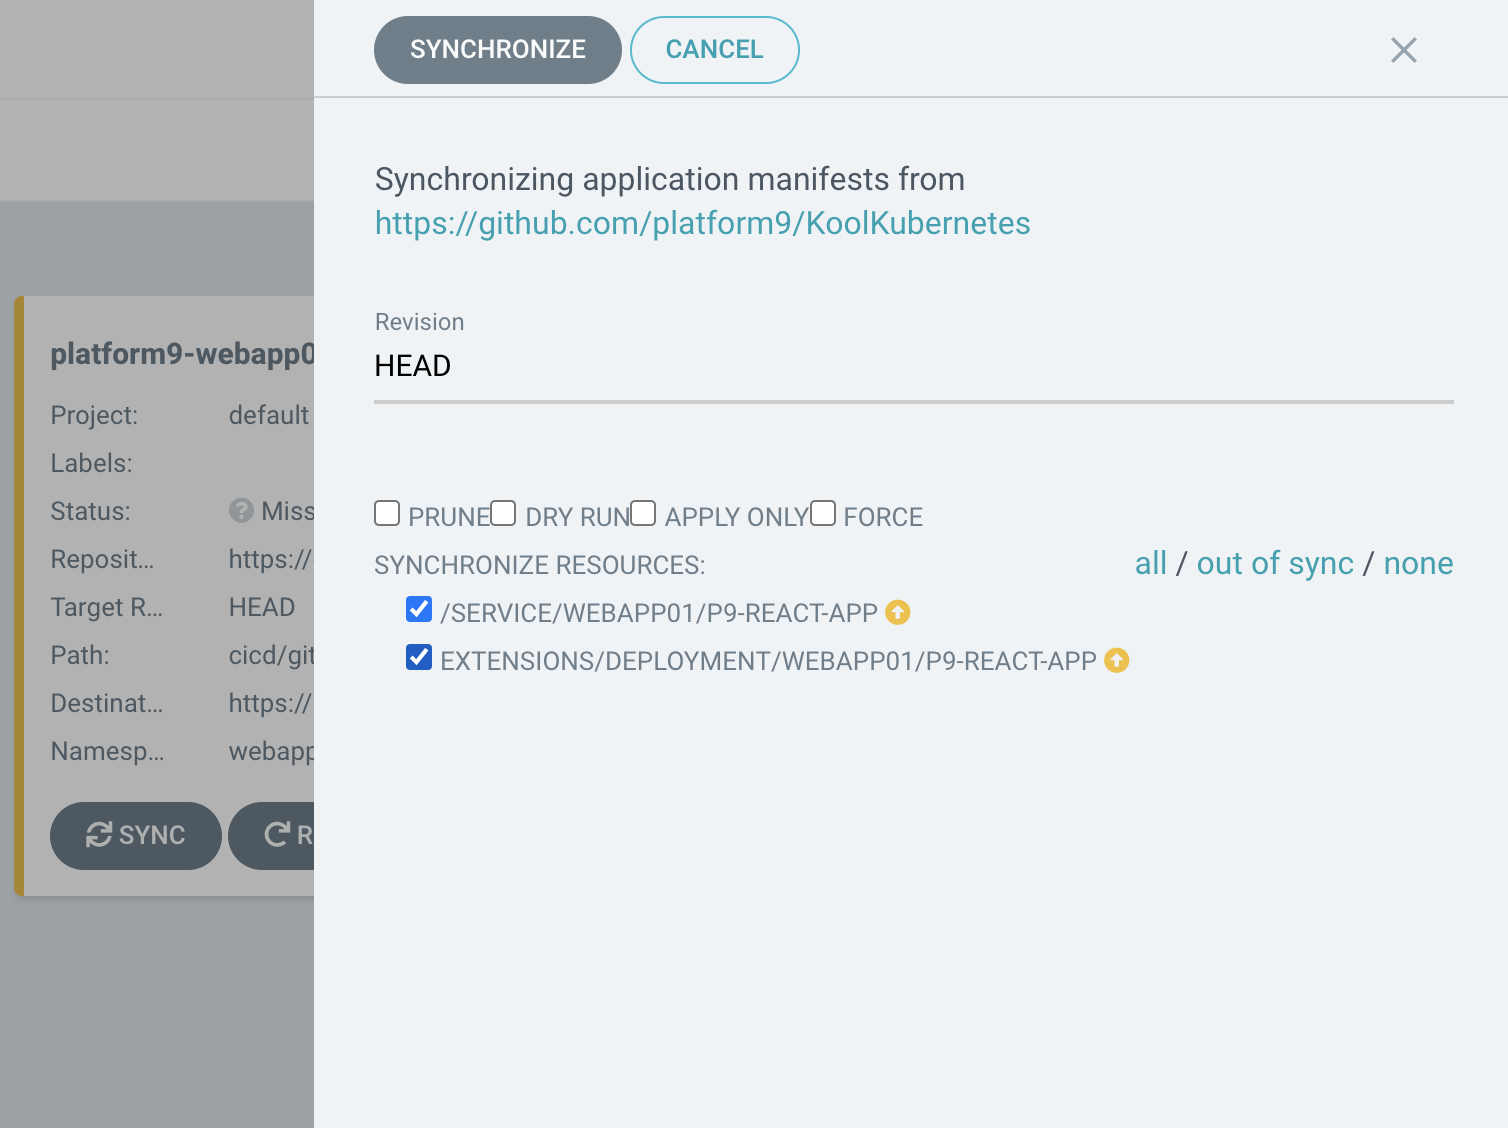 SYNCHRONIZE CANCEL
Synchronizing application manifests from
https://github.com/platform9/KoolKubernetes
Revision
HEAD
PRUNE DRY RUN APPLY ONLY FORCE
SYNCHRONIZE RESOURCES: all / out of sync / none
/SERVICE/WEBAPP01/P9-REACT-APP
EXTENSIONS/DEPLOYMENT/WEBAPP01/P9-REACT-APP
platform9-webapp0
Project: default
Labels:
Status: Miss
Reposit... https://
Target R... HEAD
Path: cicd/git
Destinat... https://
Namesp... webapp
SYNC R